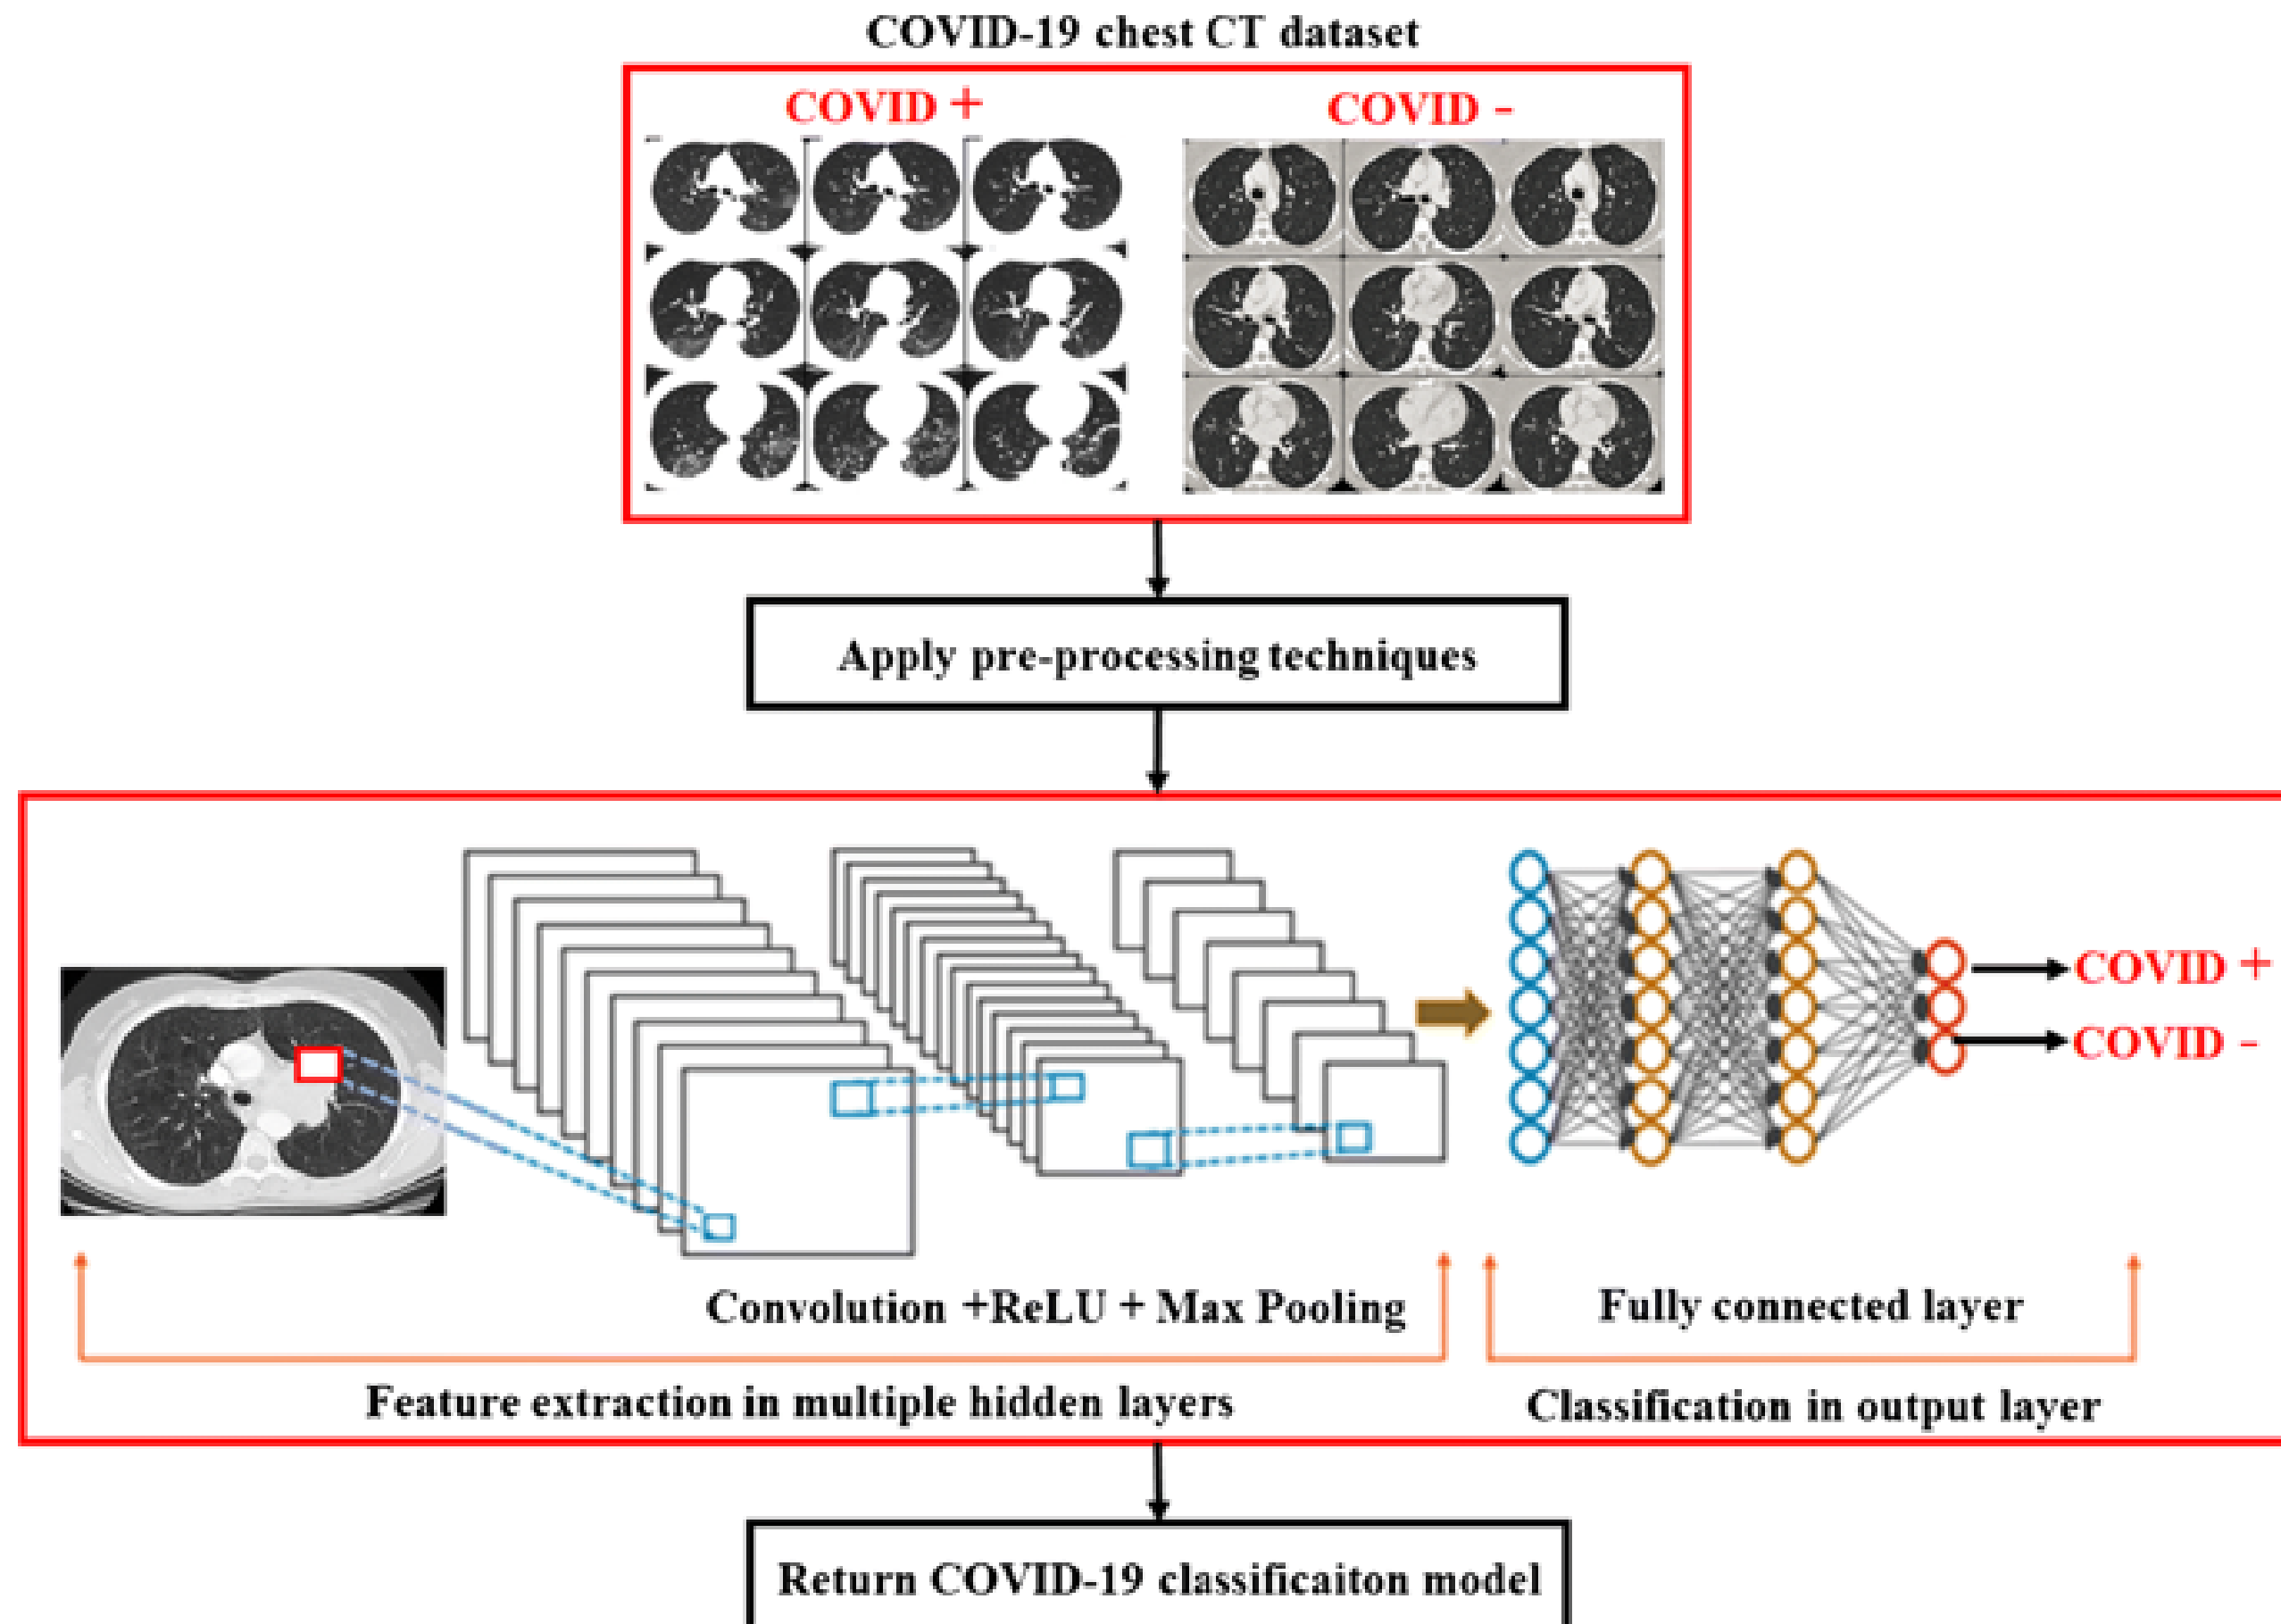 COVID-19 chest CT dataset
COVID +
COVID -
Apply pre-processing techniques
COVID +
COVID -
Convolution +ReLU + Max Pooling
Fully connected layer
Feature extraction in multiple hidden layers
Classification in output layer
Return COVID-19 classificaiton model